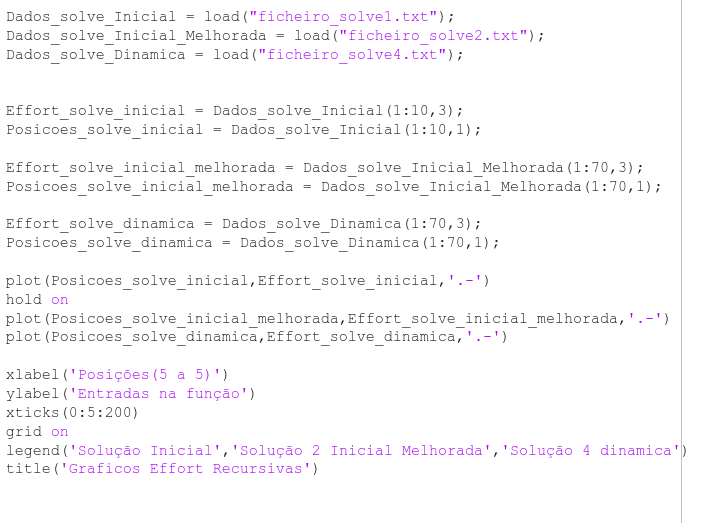 Dados_solve_Inicial = load("ficheiro_solve1.txt");
Dados_solve_Inicial_Melhorada = load("ficheiro_solve2.txt");
Dados_solve_Dinamica = load("ficheiro_solve4.txt");
Effort_solve_inicial = Dados_solve_Inicial(1:10,3);
Posicoes_solve_inicial = Dados_solve_Inicial(1:10,1);
Effort_solve_inicial_melhorada = Dados_solve_Inicial_Melhorada(1:70,3);
Posicoes_solve_inicial_melhorada = Dados_solve_Inicial_Melhorada(1:70,1);
Effort_solve_dinamica = Dados_solve_Dinamica(1:70,3);
Posicoes_solve_dinamica = Dados_solve_Dinamica(1:70,1);
plot(Posicoes_solve_inicial,Effort_solve_inicial,'.-')
hold on
plot(Posicoes_solve_inicial_melhorada,Effort_solve_inicial_melhorada,'.-')
plot(Posicoes_solve_dinamica,Effort_solve_dinamica,'.-')
xlabel('Posições(5 a 5)')
ylabel('Entradas na função')
xticks(0:5:200)
grid on
legend('Solução Inicial','Solução 2 Inicial Melhorada','Solução 4 dinamica')
title('Graficos Effort Recursivas')